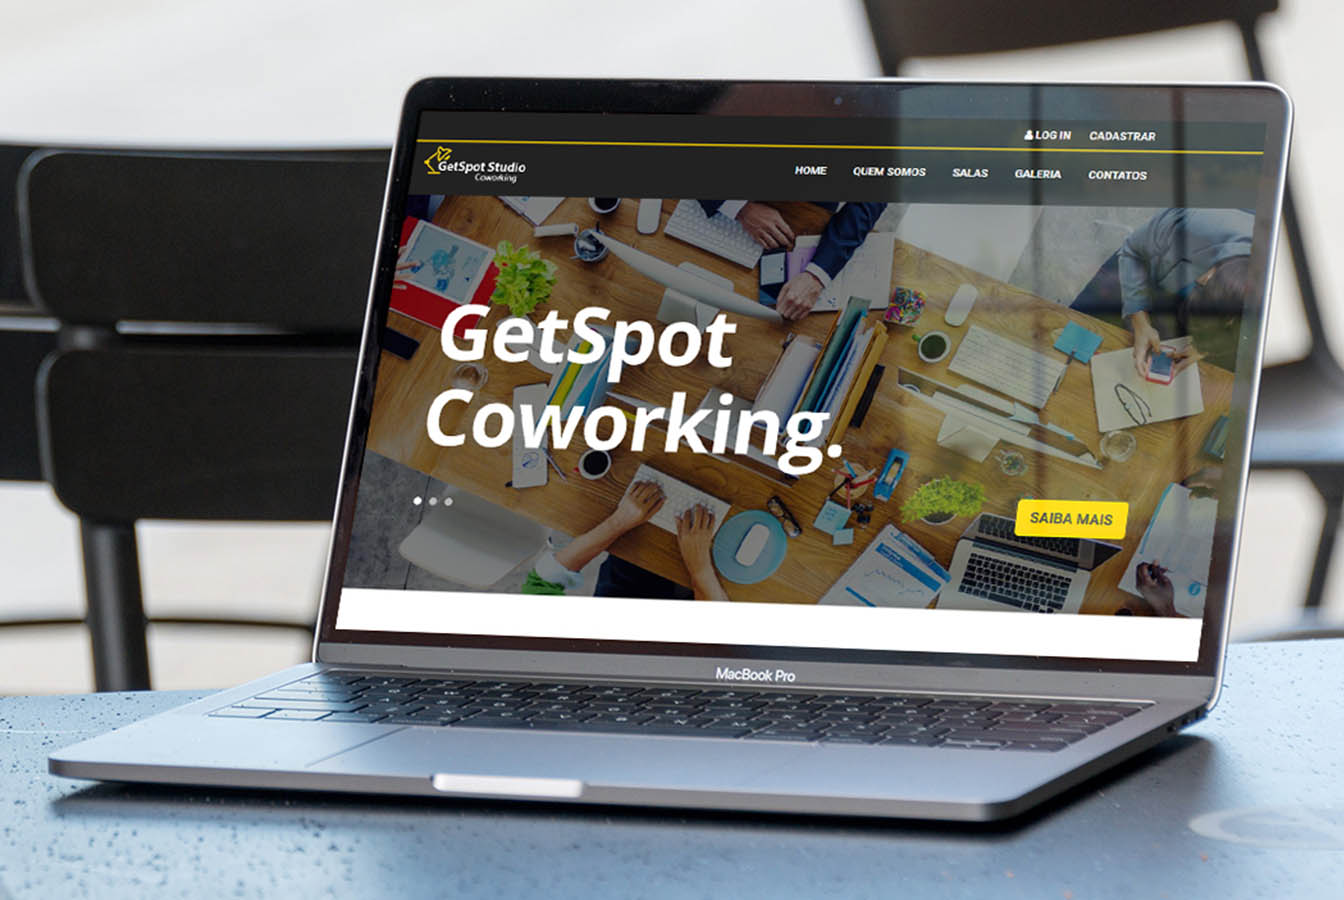 LOG IN CADASTRAR
GetSpot Studio
Coworking
HOME QUEM SOMOS SALAS GALERIA CONTATOS
GetSpot
Coworking.
SAIBA MAIS
MacBook Pro